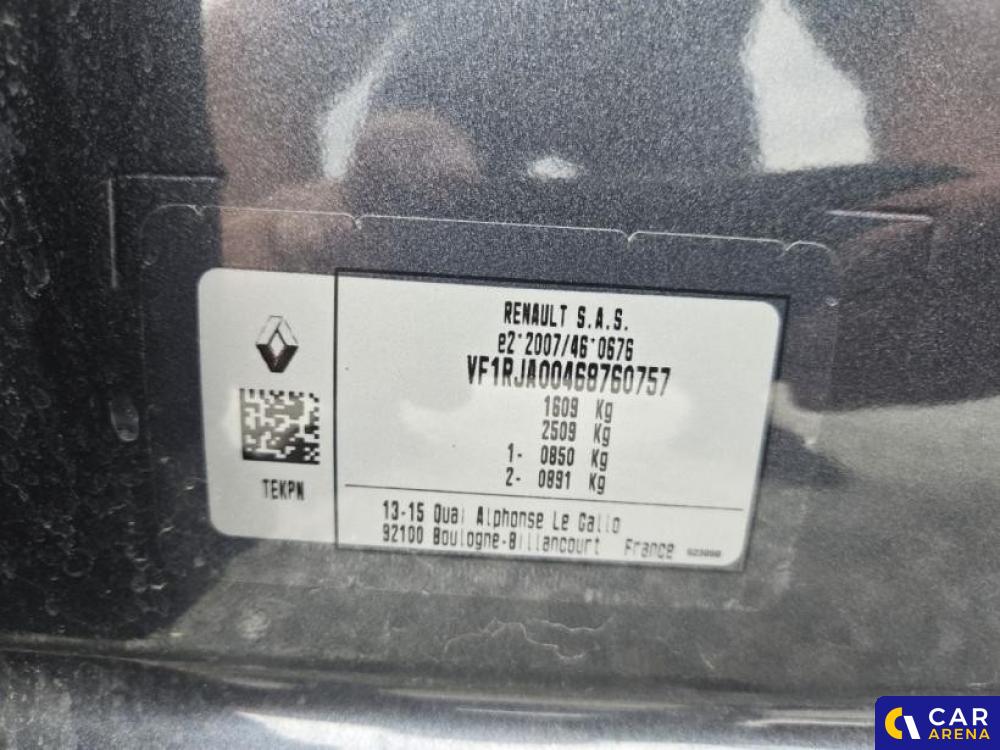 RENAULT S.A.S.
e2*2007/46*0676
VF1RJA00468760757
1609 Kg
2509 Kg
1- 0850 Kg
2- 0891 Kg
TEKPN
13-15 Quai Alphonse Le Gallo
92100 Boulogne-Billancourt France
CAR
ARENA